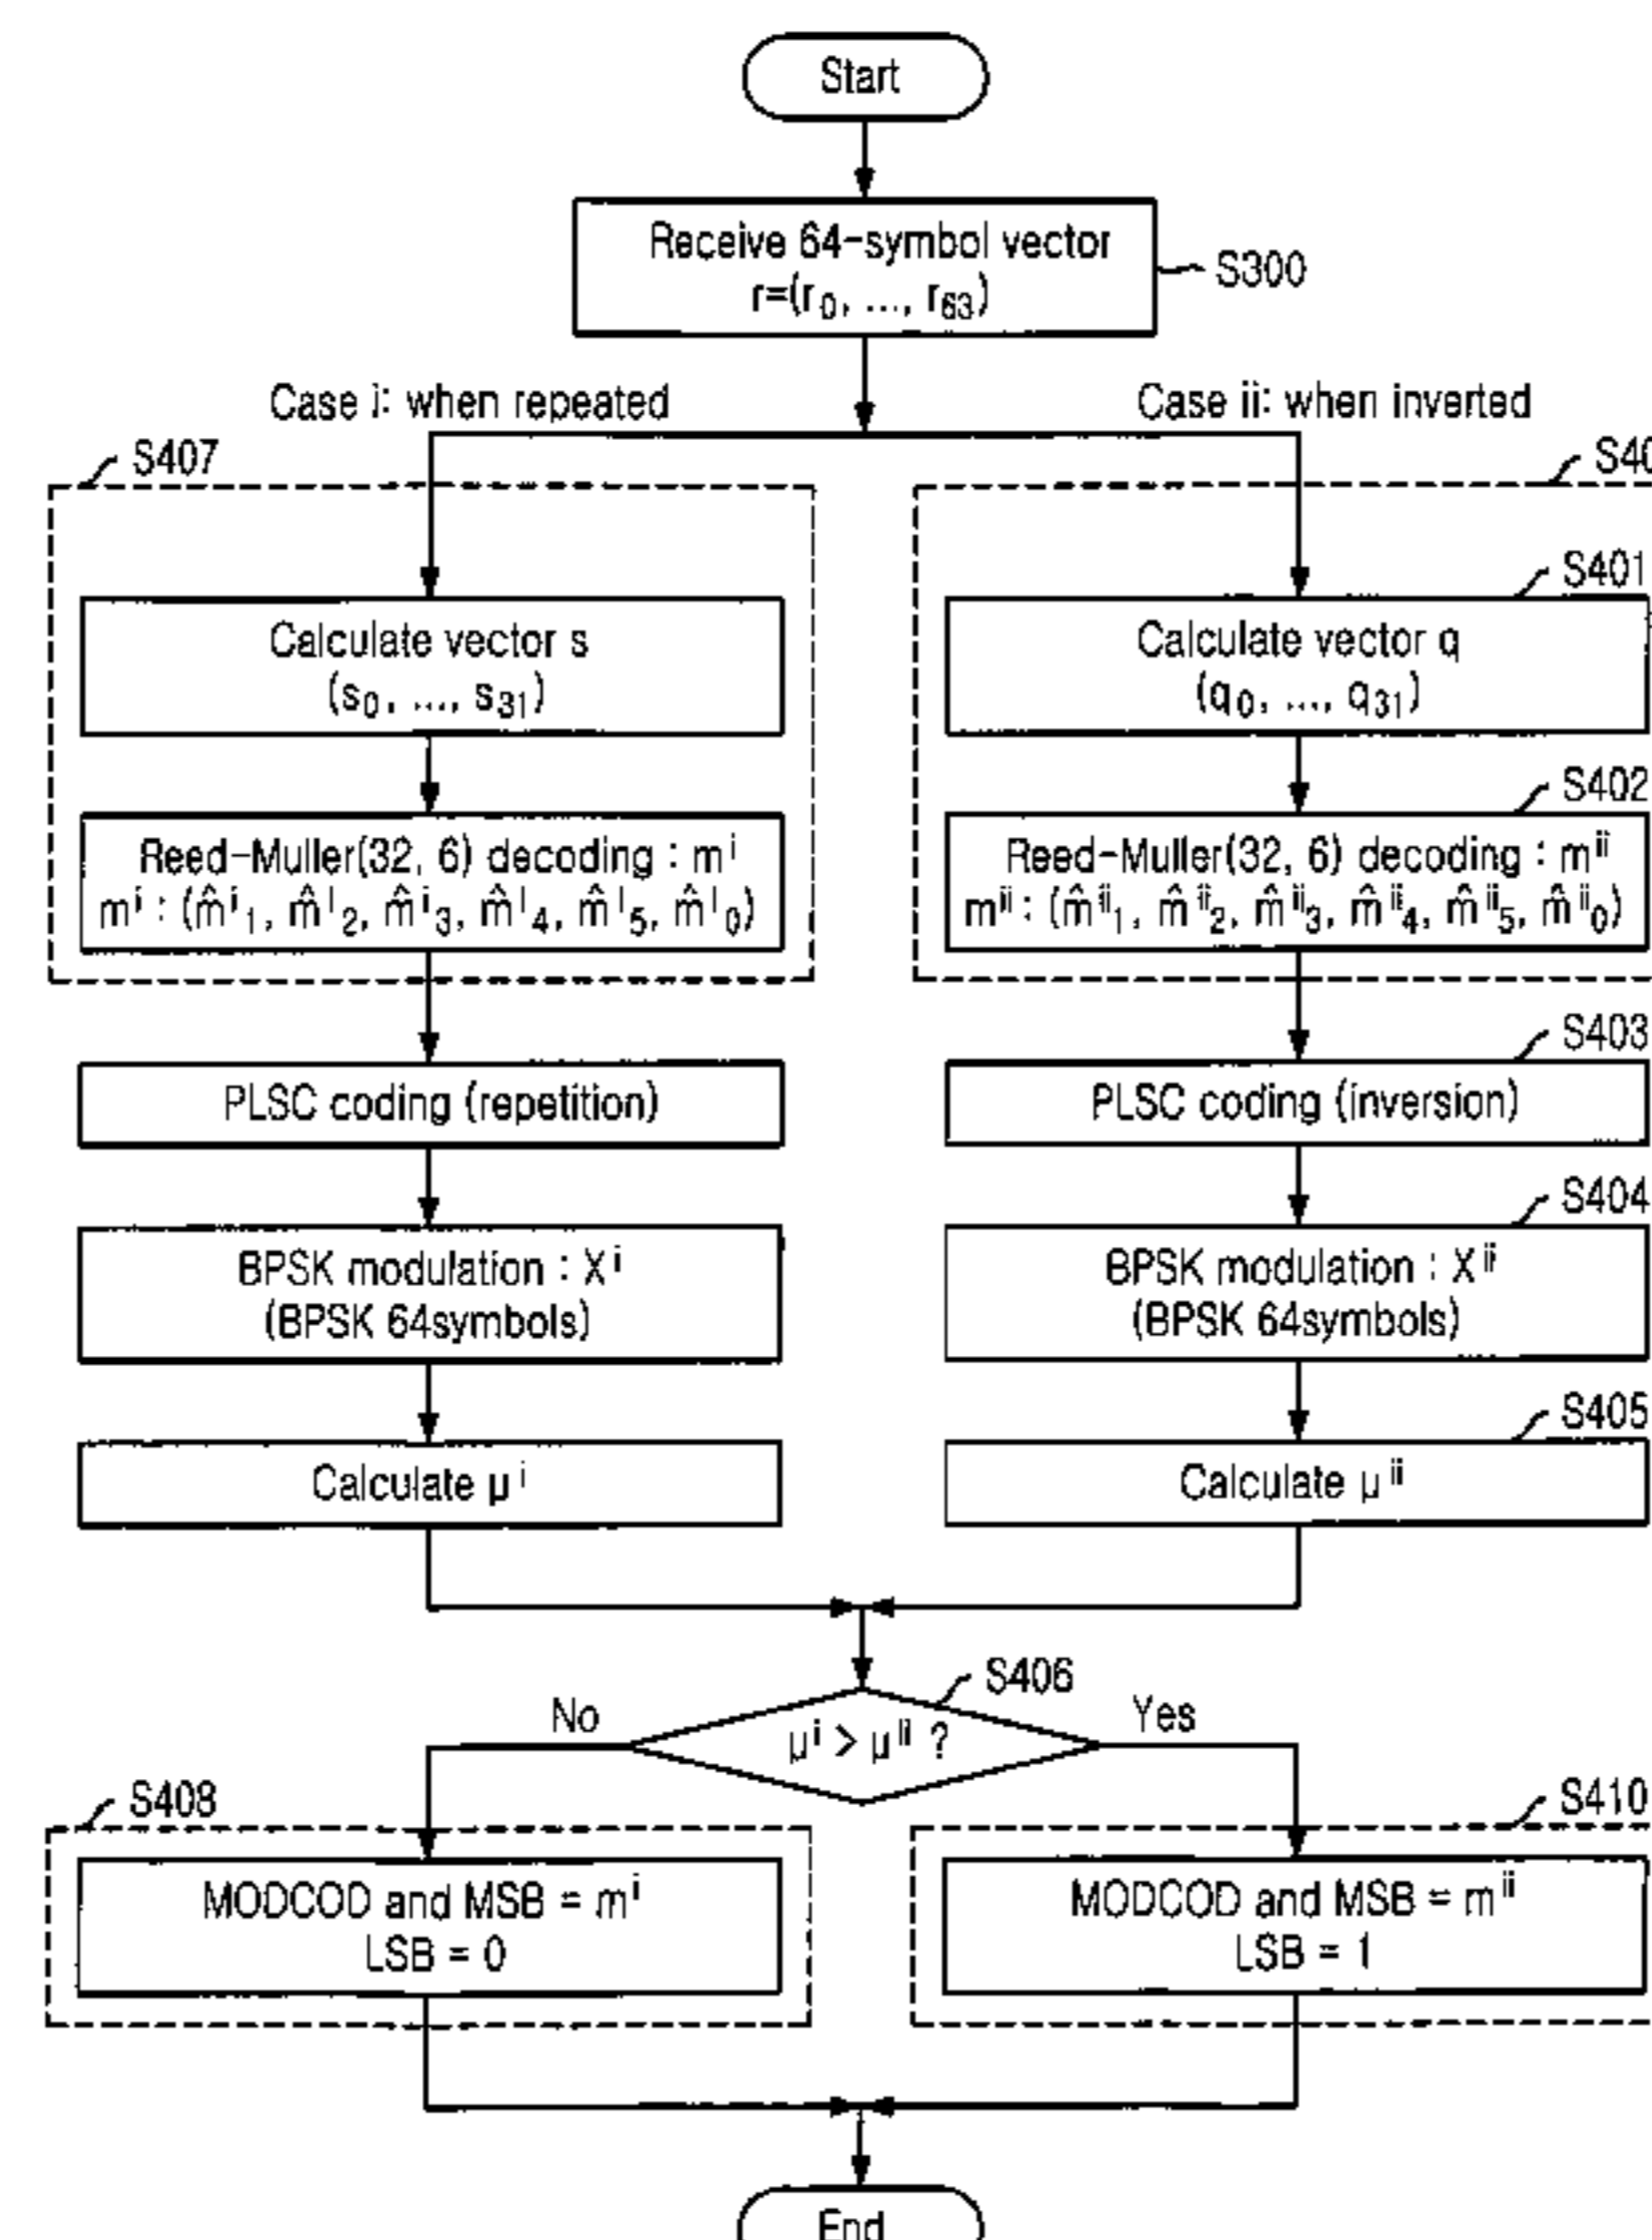 Start
Receive 64-symbol vector
r=(r₀, ..., r₆₃)
S300
Case i: when repeated
Case ii: when inverted
S407
S40
S401
Calculate vector s
(s₀, ..., s₃₁)
Calculate vector q
(q₀, ..., q₃₁)
S402
Reed-Muller(32, 6) decoding : mⁱ
mⁱ : (m̂ⁱ₁, m̂ⁱ₂, m̂ⁱ₃, m̂ⁱ₄, m̂ⁱ₅, m̂ⁱ₀)
Reed-Muller(32, 6) decoding : mⁱⁱ
mⁱⁱ : (m̂ⁱⁱ₁, m̂ⁱⁱ₂, m̂ⁱⁱ₃, m̂ⁱⁱ₄, m̂ⁱⁱ₅, m̂ⁱⁱ₀)
S403
PLSC coding (repetition)
PLSC coding (inversion)
S404
BPSK modulation : Xⁱ
(BPSK 64symbols)
BPSK modulation : Xⁱⁱ
(BPSK 64symbols)
S405
Calculate μⁱ
Calculate μⁱⁱ
S406
No
μⁱ > μⁱⁱ ?
Yes
S408
S410
MODCOD and MSB = mⁱ
LSB = 0
MODCOD and MSB = mⁱⁱ
LSB = 1
End